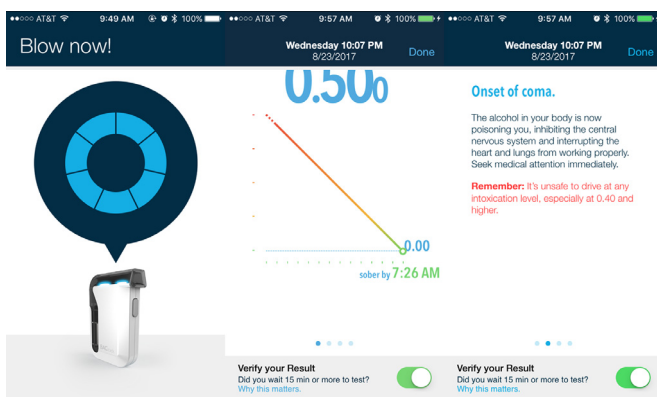 ●●○○○ AT&T 9:49 AM 100%
Blow now!
●●○○○ AT&T 9:57 AM 100%
Wednesday 10:07 PM
8/23/2017
Done
0.500
0.00
sober by 7:26 AM
Verify your Result
Did you wait 15 min or more to test?
Why this matters.
●●○○○ AT&T 9:57 AM 100%
Wednesday 10:07 PM
8/23/2017
Done
Onset of coma.
The alcohol in your body is now
poisoning you, inhibiting the central
nervous system and interrupting the
heart and lungs from working properly.
Seek medical attention immediately.
Remember: It's unsafe to drive at any
intoxication level, especially at 0.40 and
higher.
Verify your Result
Did you wait 15 min or more to test?
Why this matters.